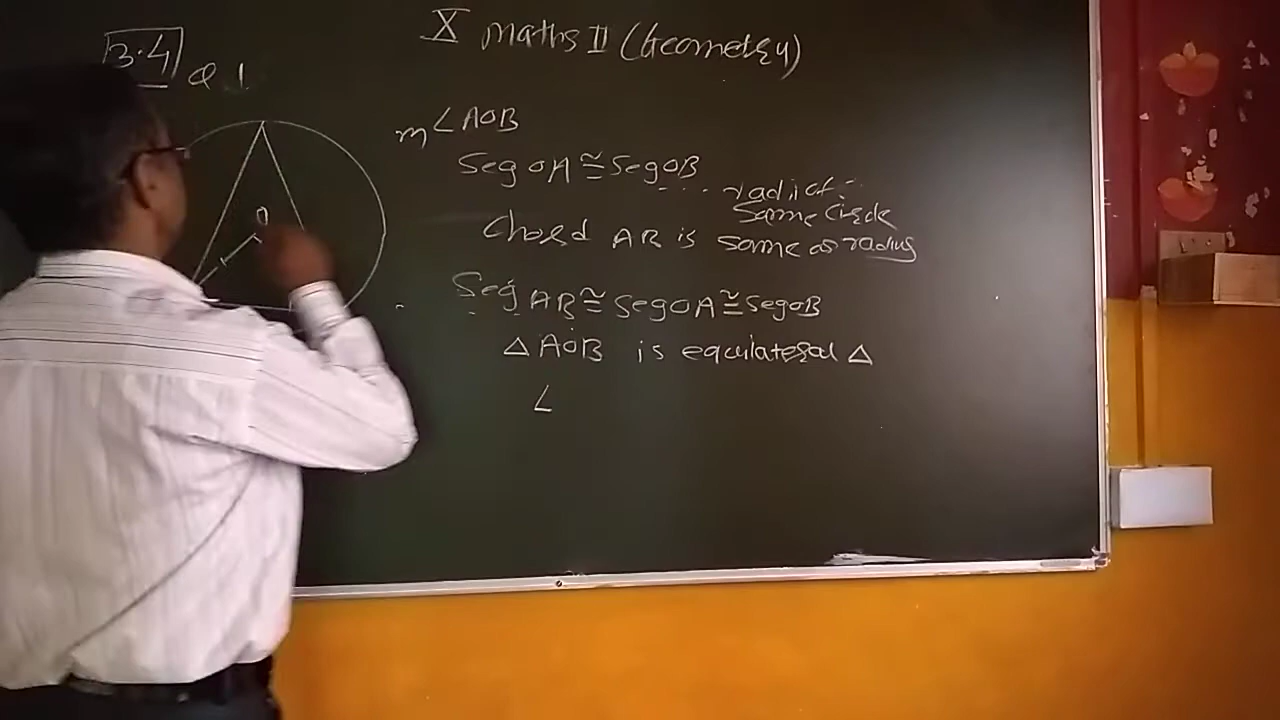 X maths II (Geometry)
3.4 Q 1
m∠AOB
Seg OA ≅ Seg OB
.... radii of
Same Circle
Chord AB is same as radius
Seg AB ≅ Seg OA ≅ Seg OB
△ AOB is equilateral △
∠
O